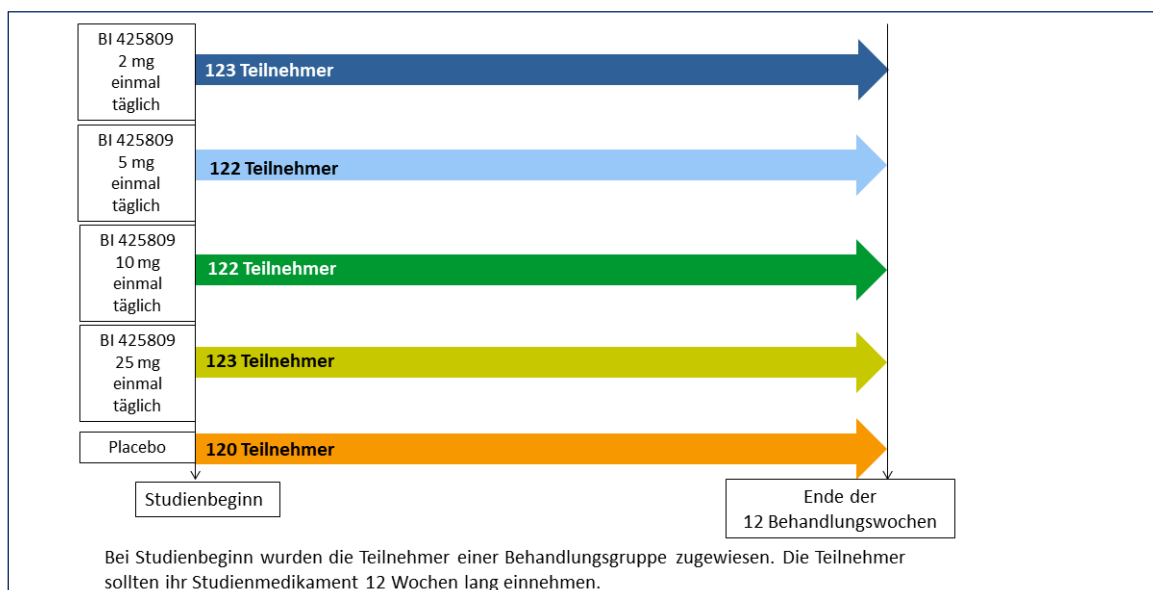 BI 425809
2 mg
einmal
täglich
123 Teilnehmer
BI 425809
5 mg
einmal
täglich
122 Teilnehmer
BI 425809
10 mg
einmal
täglich
122 Teilnehmer
BI 425809
25 mg
einmal
täglich
123 Teilnehmer
Placebo
120 Teilnehmer
Studienbeginn
Ende der
12 Behandlungswochen
Bei Studienbeginn wurden die Teilnehmer einer Behandlungsgruppe zugewiesen. Die Teilnehmer
sollten ihr Studienmedikament 12 Wochen lang einnehmen.